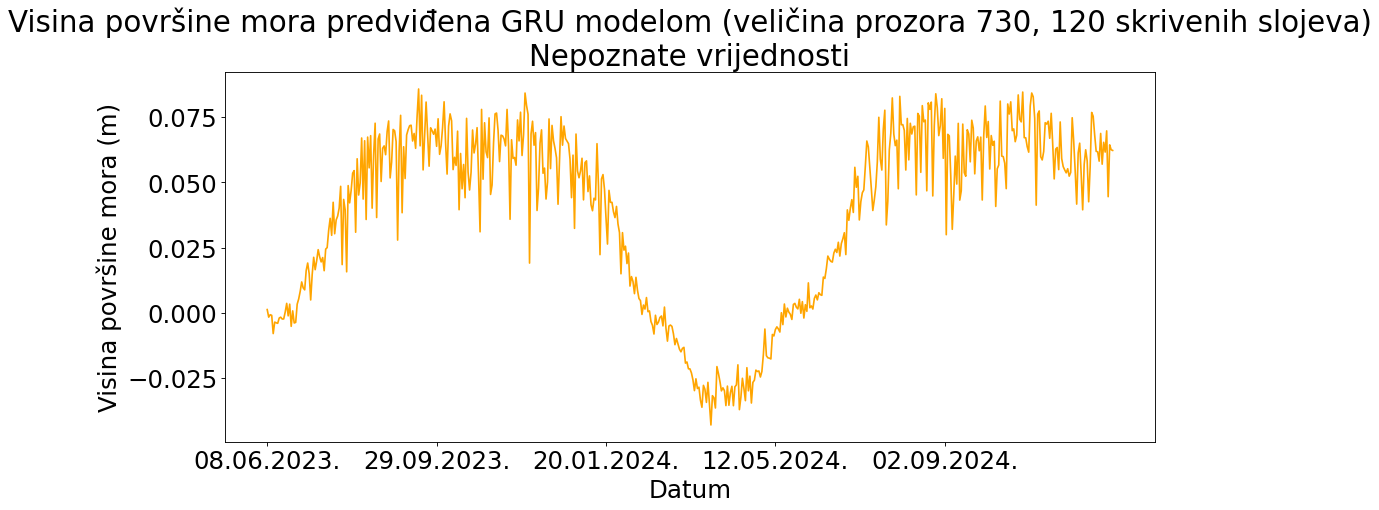 Visina površine mora predviđena GRU modelom (veličina prozora 730, 120 skrivenih slojeva)
Nepoznate vrijednosti
Visina površine mora (m)
0.075
0.050
0.025
0.000
−0.025
08.06.2023. 29.09.2023. 20.01.2024. 12.05.2024. 02.09.2024.
Datum